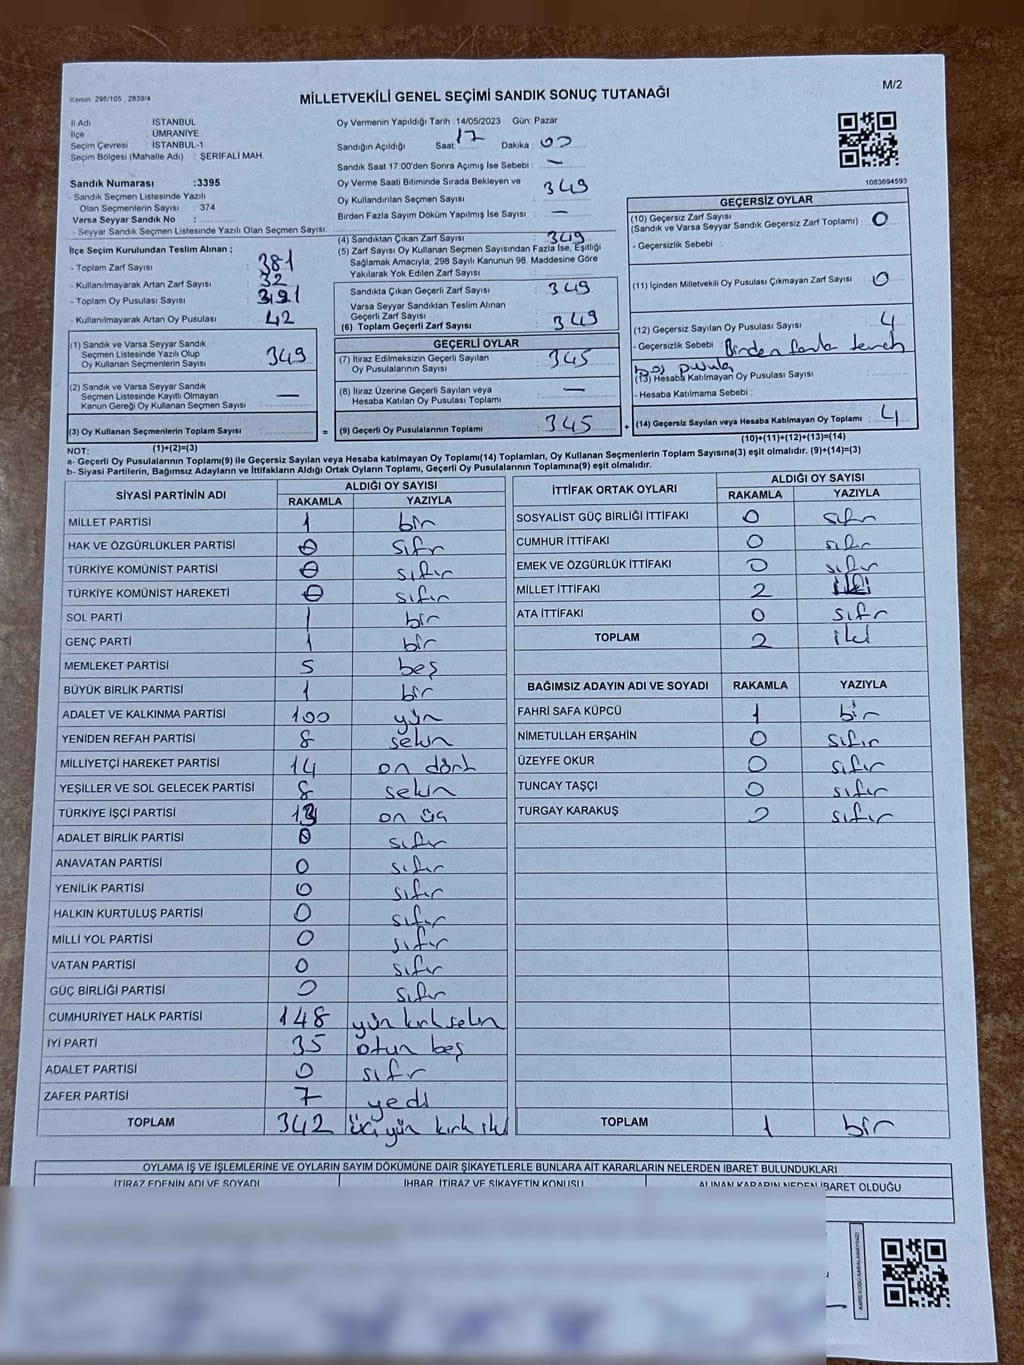 Kanun: 298/105 , 2839/4
MİLLETVEKİLİ GENEL SEÇİMİ SANDIK SONUÇ TUTANAĞI
M/2
İl Adı : İSTANBUL
İlçe : ÜMRANİYE
Seçim Çevresi : İSTANBUL-1
Seçim Bölgesi (Mahalle Adı) : ŞERİFALİ MAH.
Sandık Numarası :3395
- Sandık Seçmen Listesinde Yazılı
Olan Seçmenlerin Sayısı : 374
Varsa Seyyar Sandık No :
- Seyyar Sandık Listesinde Yazılı Olan Seçmen Sayısı:
İlçe Seçim Kurulundan Teslim Alınan ;
- Toplam Zarf Sayısı : 381
- Kullanılmayarak Artan Zarf Sayısı : 32
- Toplam Oy Pusulası Sayısı : 391
- Kullanılmayarak Artan Oy Pusulası : 42
(1) Sandık ve Varsa Seyyar Sandık
Seçmen Listesinde Yazılı Olup
Oy Kullanan Seçmenlerin Sayısı : 349
(2) Sandık ve Varsa Seyyar Sandık
Seçmen Listesinde Kayıtlı Olmayan
Kanun Gereği Oy Kullanan Seçmen Sayısı : —
(3) Oy Kullanan Seçmenlerin Toplam Sayısı :
(1)+(2)=(3)
Oy Vermenin Yapıldığı Tarih :14/05/2023 Gün: Pazar
Sandığın Açıldığı Saat: 17 Dakika : 00
Sandık Saat 17:00'den Sonra Açımış İse Sebebi : —
Oy Verme Saati Bitiminde Sırada Bekleyen ve
Oy Kullandırılan Seçmen Sayısı : 349
Birden Fazla Sayım Döküm Yapılmış İse Sayısı : —
(4) Sandıktan Çıkan Zarf Sayısı : 349
(5) Zarf Sayısı Oy Kullanan Seçmen Sayısından Fazla İse, Eşitliği
Sağlamak Amacıyla; 298 Sayılı Kanunun 98. Maddesine Göre
Yakılarak Yok Edilen Zarf Sayısı :
Sandıkta Çıkan Geçerli Zarf Sayısı : 349
Varsa Seyyar Sandıktan Teslim Alınan
Geçerli Zarf Sayısı :
(6) Toplam Geçerli Zarf Sayısı : 349
GEÇERLİ OYLAR
(7) İtiraz Edilmeksizin Geçerli Sayılan
Oy Pusulalarının Sayısı : 345
(8) İtiraz Üzerine Geçerli Sayılan veya
Hesaba Katılan Oy Pusulası Toplamı : —
= (9) Geçerli Oy Pusulalarının Toplamı : 345
1083694593
GEÇERSİZ OYLAR
(10) Geçersiz Zarf Sayısı
(Sandık ve Varsa Seyyar Sandık Geçersiz Zarf Toplamı) : 0
- Geçersizlik Sebebi :
(11) İçinden Milletvekili Oy Pusulası Çıkmayan Zarf Sayısı : 0
(12) Geçersiz Sayılan Oy Pusulası Sayısı : 4
- Geçersizlik Sebebi : Birden fazla tercih
boş pusula
(13) Hesaba Katılmayan Oy Pusulası Sayısı :
- Hesaba Katılmama Sebebi :
+ (14) Geçersiz Sayılan veya Hesaba Katılmayan Oy Toplamı : 4
(10)+(11)+(12)+(13)=(14)
NOT:
a- Geçerli Oy Pusulalarının Toplamı(9) ile Geçersiz Sayılan veya Hesaba Katılmayan Oy Toplamı(14) Toplamları, Oy Kullanan Seçmenlerin Toplam Sayısına(3) eşit olmalıdır. (9)+(14)=(3)
b- Siyasi Partilerin, Bağımsız Adayların ve İttifakların Aldığı Ortak Oyların Toplamı, Geçerli Oy Pusulalarının Toplamına(9) eşit olmalıdır.
SİYASİ PARTİNİN ADI ALDIĞI OY SAYISI
RAKAMLA YAZIYLA
MİLLET PARTİSİ 1 bir
HAK VE ÖZGÜRLÜKLER PARTİSİ 0 sıfır
TÜRKİYE KOMÜNİST PARTİSİ 0 sıfır
TÜRKİYE KOMÜNİST HAREKETİ 0 sıfır
SOL PARTİ 1 bir
GENÇ PARTİ 1 bir
MEMLEKET PARTİSİ 5 beş
BÜYÜK BİRLİK PARTİSİ 1 bir
ADALET VE KALKINMA PARTİSİ 100 yüz
YENİDEN REFAH PARTİSİ 8 sekiz
MİLLİYETÇİ HAREKET PARTİSİ 14 on dört
YEŞİLLER VE SOL GELECEK PARTİSİ 8 sekiz
TÜRKİYE İŞÇİ PARTİSİ 13 on üç
ADALET BİRLİK PARTİSİ 0 sıfır
ANAVATAN PARTİSİ 0 sıfır
YENİLİK PARTİSİ 0 sıfır
HALKIN KURTULUŞ PARTİSİ 0 sıfır
MİLLİ YOL PARTİSİ 0 sıfır
VATAN PARTİSİ 0 sıfır
GÜÇ BİRLİĞİ PARTİSİ 0 sıfır
CUMHURİYET HALK PARTİSİ 148 yüz kırk sekiz
İYİ PARTİ 35 otuz beş
ADALET PARTİSİ 0 sıfır
ZAFER PARTİSİ 7 yedi
TOPLAM 342 üç yüz kırk iki
İTTİFAK ORTAK OYLARI ALDIĞI OY SAYISI
RAKAMLA YAZIYLA
SOSYALİST GÜÇ BİRLİĞİ İTTİFAKI 0 sıfır
CUMHUR İTTİFAKI 0 sıfır
EMEK VE ÖZGÜRLÜK İTTİFAKI 0 sıfır
MİLLET İTTİFAKI 2 iki
ATA İTTİFAKI 0 sıfır
TOPLAM 2 iki
BAĞIMSIZ ADAYIN ADI VE SOYADI RAKAMLA YAZIYLA
FAHRİ SAFA KÜPCÜ 1 bir
NİMETULLAH ERŞAHİN 0 sıfır
ÜZEYFE OKUR 0 sıfır
TUNCAY TAŞÇI 0 sıfır
TURGAY KARAKUŞ 0 sıfır
TOPLAM 1 bir
OYLAMA İŞ VE İŞLEMLERİNE VE OYLARIN SAYIM DÖKÜMÜNE DAİR ŞİKAYETLERLE BUNLARA AİT KARARLARIN NELERDEN İBARET BULUNDUKLARI
İTİRAZ EDENİN ADI VE SOYADI İHBAR, İTİRAZ VE ŞİKAYETİN KONUSU ALINAN KARARIN NEDEN İBARET OLDUĞU